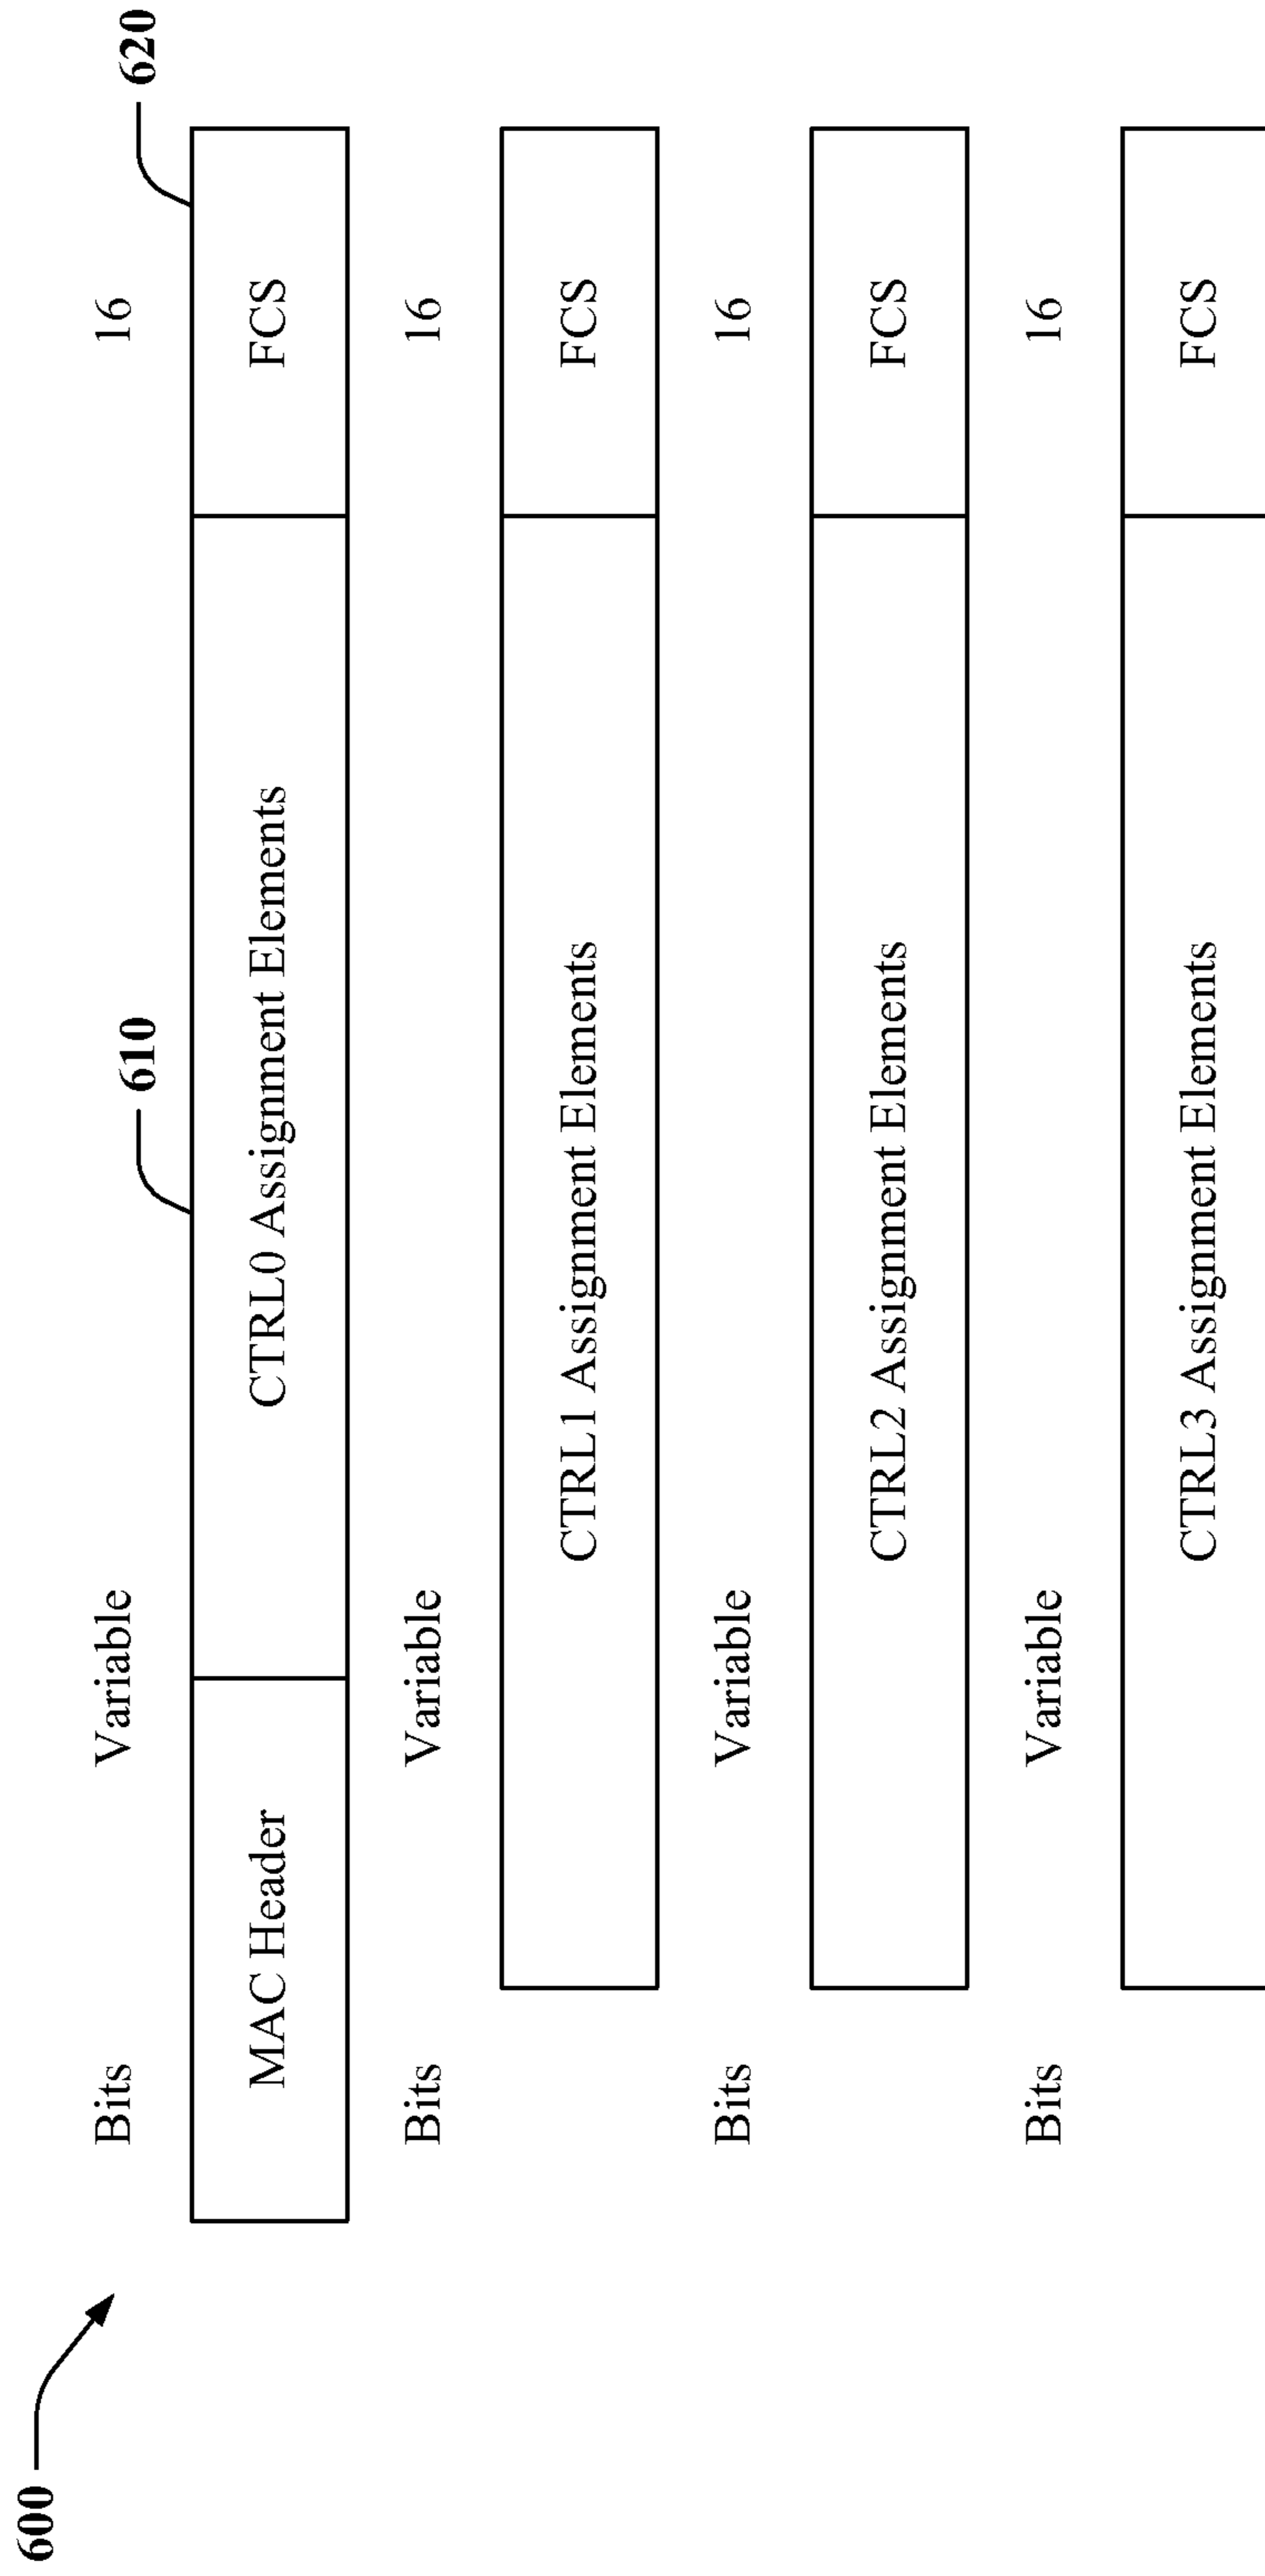 600
610
620
Bits Variable 16
MAC Header CTRL0 Assignment Elements FCS
Bits Variable 16
CTRL1 Assignment Elements FCS
Bits Variable 16
CTRL2 Assignment Elements FCS
Bits Variable 16
CTRL3 Assignment Elements FCS